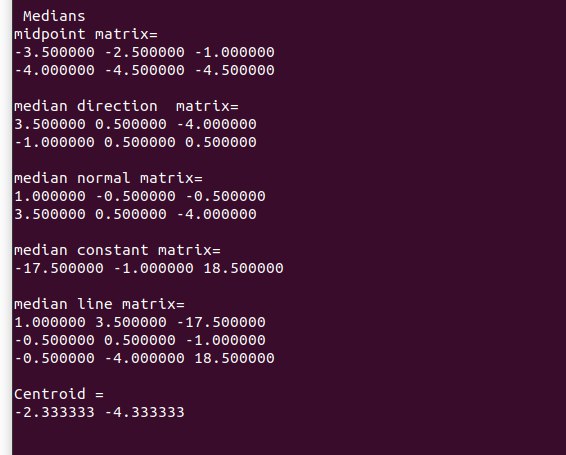 Medians
midpoint matrix=
-3.500000 -2.500000 -1.000000
-4.000000 -4.500000 -4.500000
median direction  matrix=
3.500000 0.500000 -4.000000
-1.000000 0.500000 0.500000
median normal matrix=
1.000000 -0.500000 -0.500000
3.500000 0.500000 -4.000000
median constant matrix=
-17.500000 -1.000000 18.500000
median line matrix=
1.000000 3.500000 -17.500000
-0.500000 0.500000 -1.000000
-0.500000 -4.000000 18.500000
Centroid =
-2.333333 -4.333333